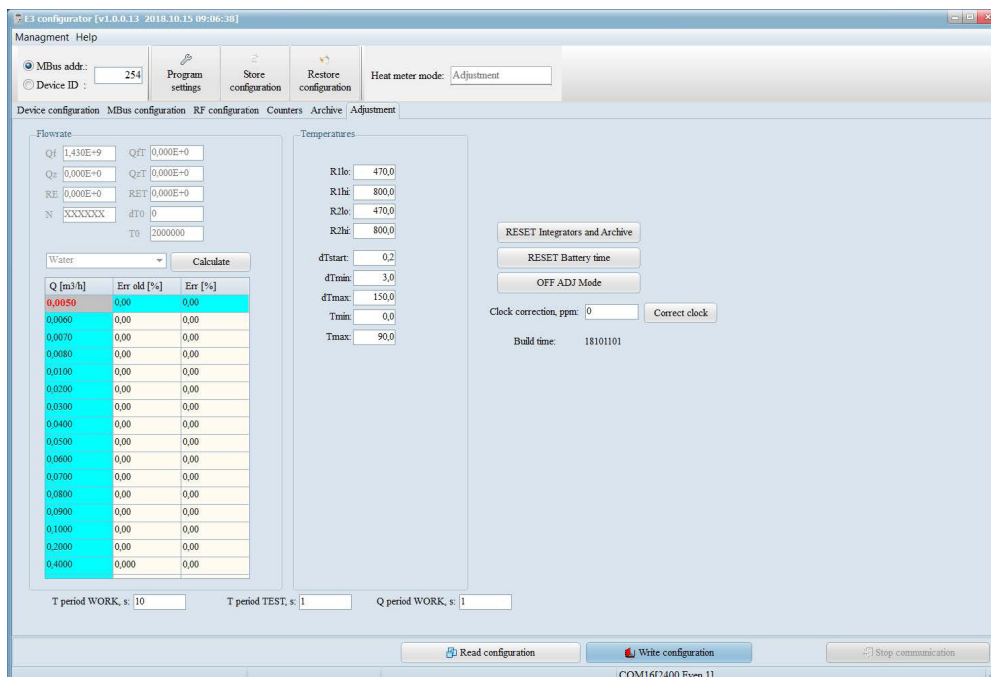 E3 configurator [v1.0.0.13 2018.10.15 09:06:38]
Managment Help
MBus addr.:
Device ID :
254
Program settings
Store configuration
Restore configuration
Heat meter mode: Adjustment
Device configuration MBus configuration RF configuration Counters Archive Adjustment
Flowrate
Qf 1,430E+9 QfT 0,000E+0
Qz 0,000E+0 QzT 0,000E+0
RE 0,000E+0 RET 0,000E+0
N XXXXXX dT0 0
T0 2000000
Water Calculate
Q [m3/h] Err old [%] Err [%]
0,0050 0,00 0,00
0,0060 0,00 0,00
0,0070 0,00 0,00
0,0080 0,00 0,00
0,0100 0,00 0,00
0,0200 0,00 0,00
0,0300 0,00 0,00
0,0400 0,00 0,00
0,0500 0,00 0,00
0,0600 0,00 0,00
0,0700 0,00 0,00
0,0800 0,00 0,00
0,0900 0,00 0,00
0,1000 0,00 0,00
0,2000 0,00 0,00
0,4000 0,000 0,00
Temperatures
R1lo: 470,0
R1hi: 800,0
R2lo: 470,0
R2hi: 800,0
dTstart: 0,2
dTmin: 3,0
dTmax: 150,0
Tmin: 0,0
Tmax: 90,0
RESET Integrators and Archive
RESET Battery time
OFF ADJ Mode
Clock correction, ppm: 0 Correct clock
Build time: 18101101
T period WORK, s: 10 T period TEST, s: 1 Q period WORK, s: 1
Read configuration Write configuration Stop communication
COM16[2400 Even 1]